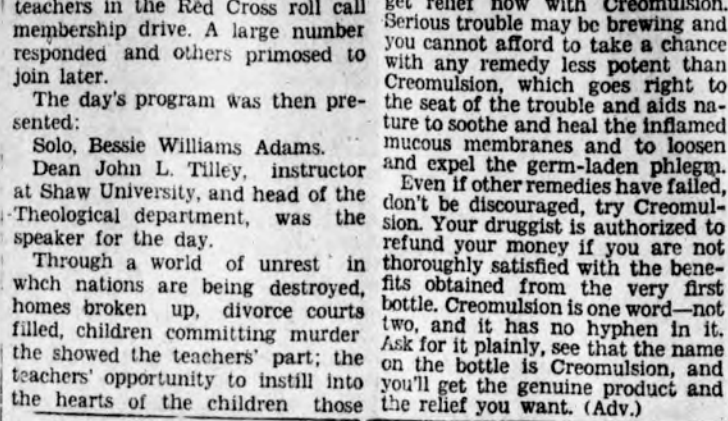 teachers in the Red Cross roll call
membership drive. A large number
responded and others primosed to
join later.
The day's program was then pre-
sented:
Solo, Bessie Williams Adams.
Dean John L. Tilley, instructor
at Shaw University, and head of the
Theological department, was the
speaker for the day.
Through a world of unrest in
whch nations are being destroyed,
homes broken up, divorce courts
filled, children committing murder
the showed the teachers' part; the
teachers' opportunity to instill into
the hearts of the children those
get relief now with Creomulsion.
Serious trouble may be brewing and
you cannot afford to take a chance
with any remedy less potent than
Creomulsion, which goes right to
the seat of the trouble and aids na-
ture to soothe and heal the inflamed
mucous membranes and to loosen
and expel the germ-laden phlegm.
Even if other remedies have failed,
don't be discouraged, try Creomul-
sion. Your druggist is authorized to
refund your money if you are not
thoroughly satisfied with the bene-
fits obtained from the very first
bottle. Creomulsion is one word—not
two, and it has no hyphen in it.
Ask for it plainly, see that the name
on the bottle is Creomulsion, and
you'll get the genuine product and
the relief you want. (Adv.)